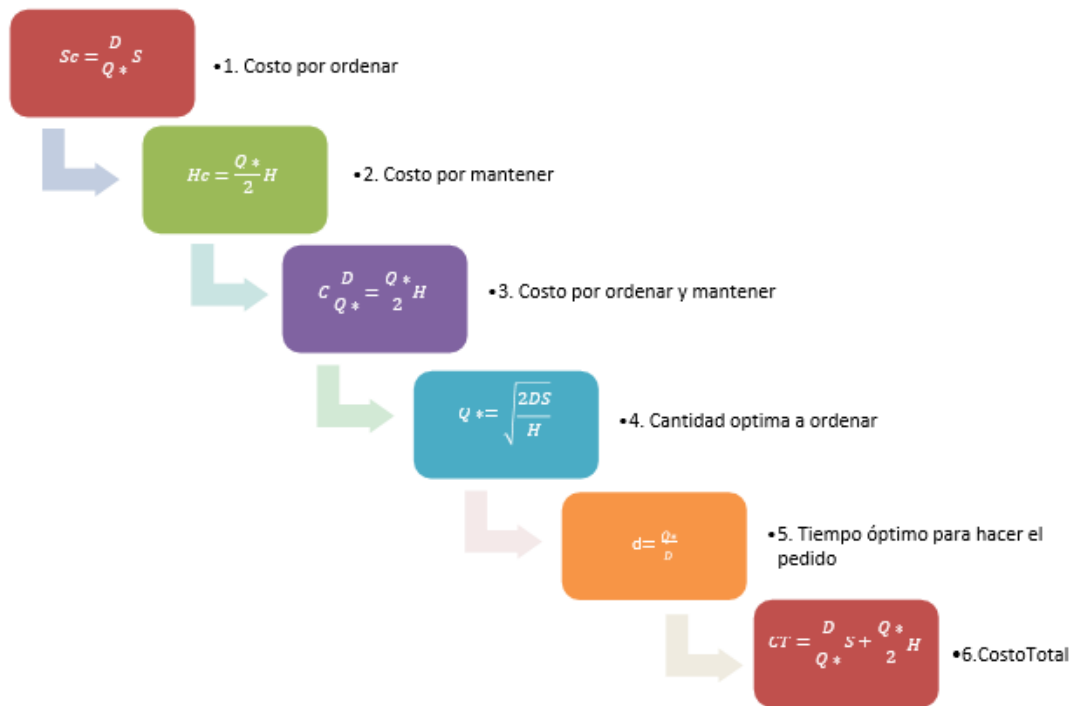 Sc = D/Q* S
•1. Costo por ordenar
Hc = Q*/2 H
•2. Costo por mantener
C D/Q* = Q*/2 H
•3. Costo por ordenar y mantener
Q *= √(2DS/H)
•4. Cantidad optima a ordenar
d= Q*/D
•5. Tiempo óptimo para hacer el
pedido
CT = D/Q* S + Q*/2 H
•6.CostoTotal